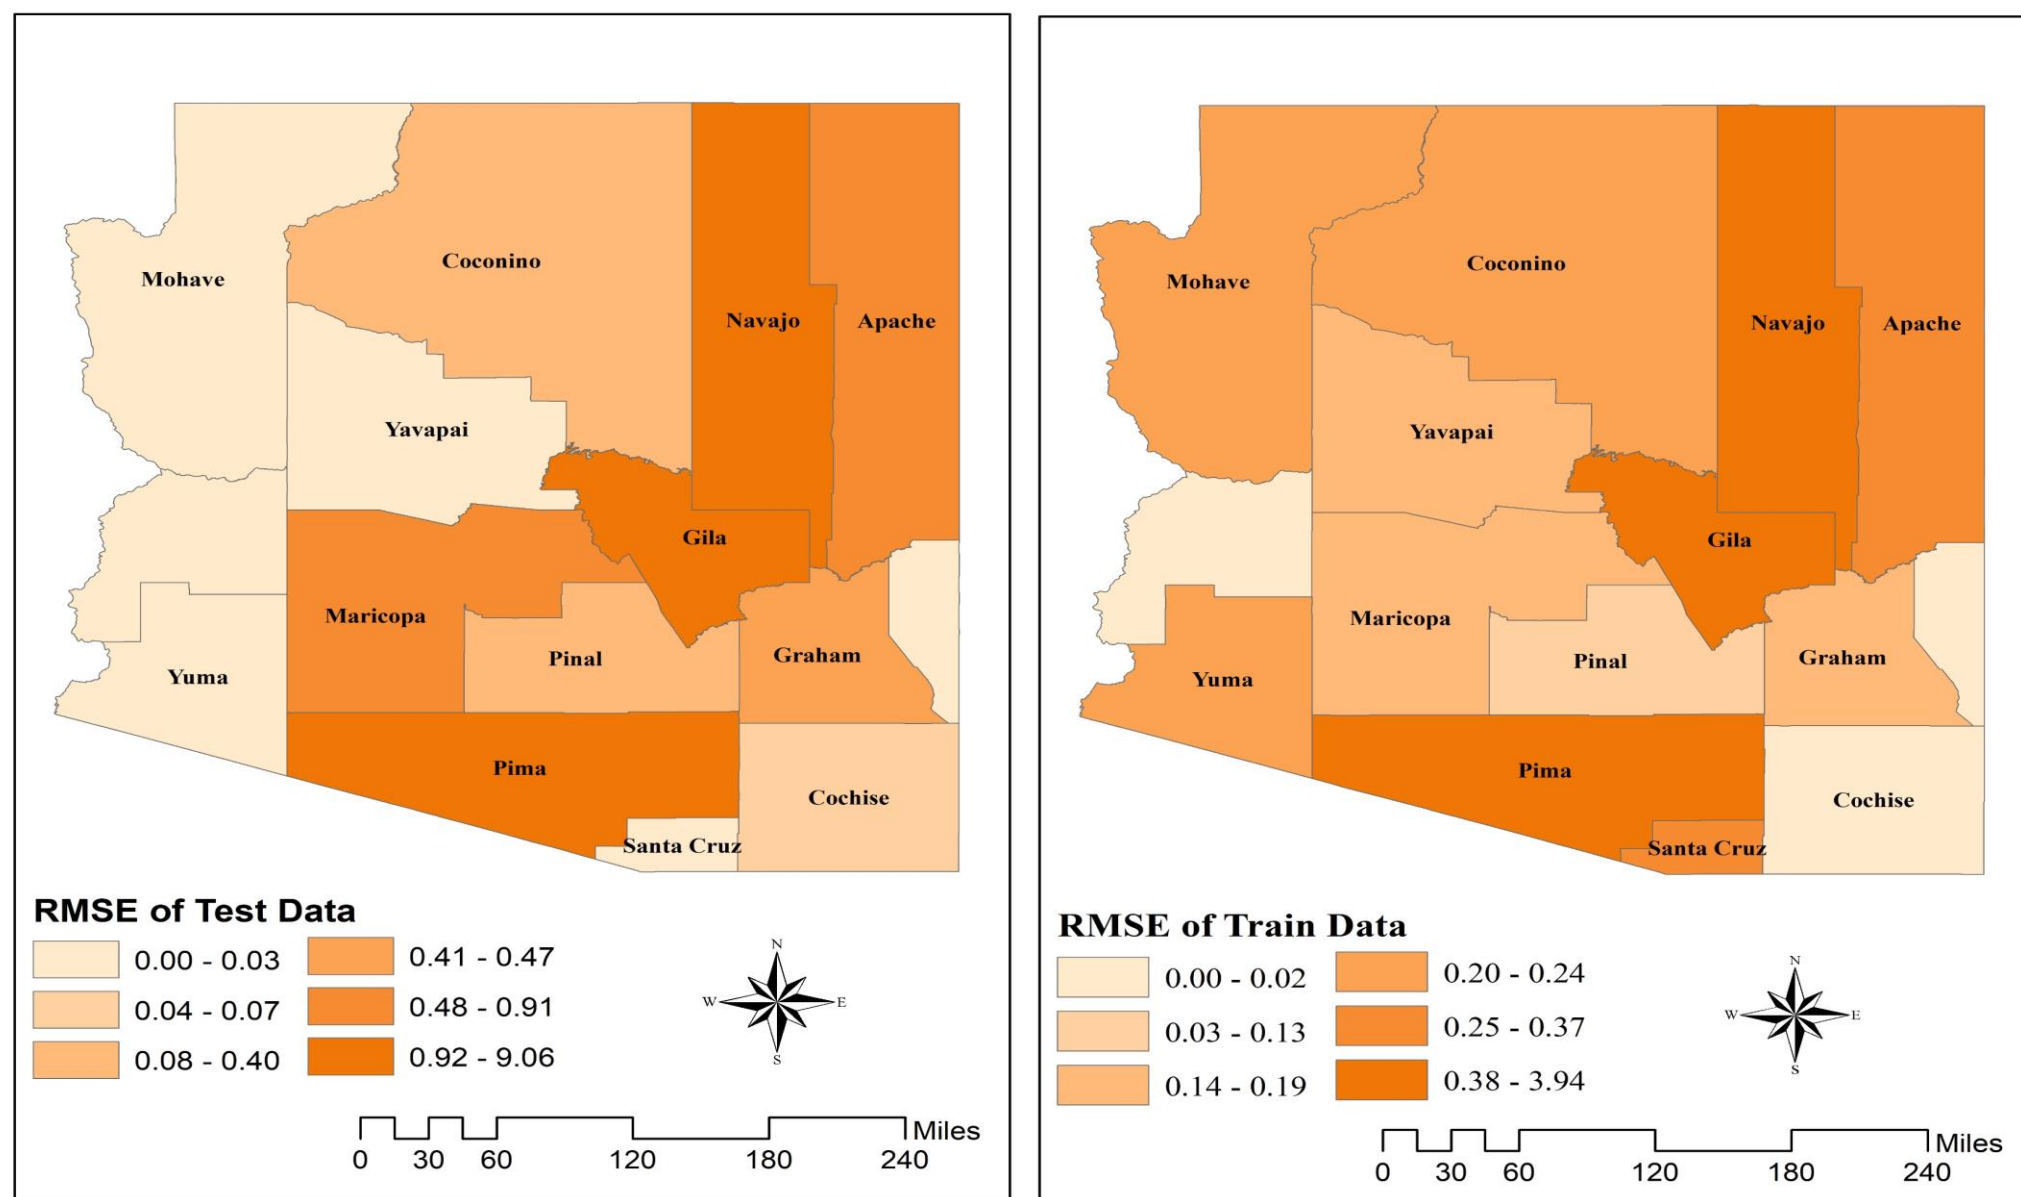 Mohave
Coconino
Navajo
Apache
Yavapai
Gila
Maricopa
Pinal
Graham
Yuma
Pima
Cochise
Santa Cruz
RMSE of Test Data
0.00 - 0.03
0.04 - 0.07
0.08 - 0.40
0.41 - 0.47
0.48 - 0.91
0.92 - 9.06
N
W
E
S
0 30 60 120 180 240
Miles
Mohave
Coconino
Navajo
Apache
Yavapai
Gila
Maricopa
Pinal
Graham
Yuma
Pima
Cochise
Santa Cruz
RMSE of Train Data
0.00 - 0.02
0.03 - 0.13
0.14 - 0.19
0.20 - 0.24
0.25 - 0.37
0.38 - 3.94
N
W
E
S
0 30 60 120 180 240
Miles